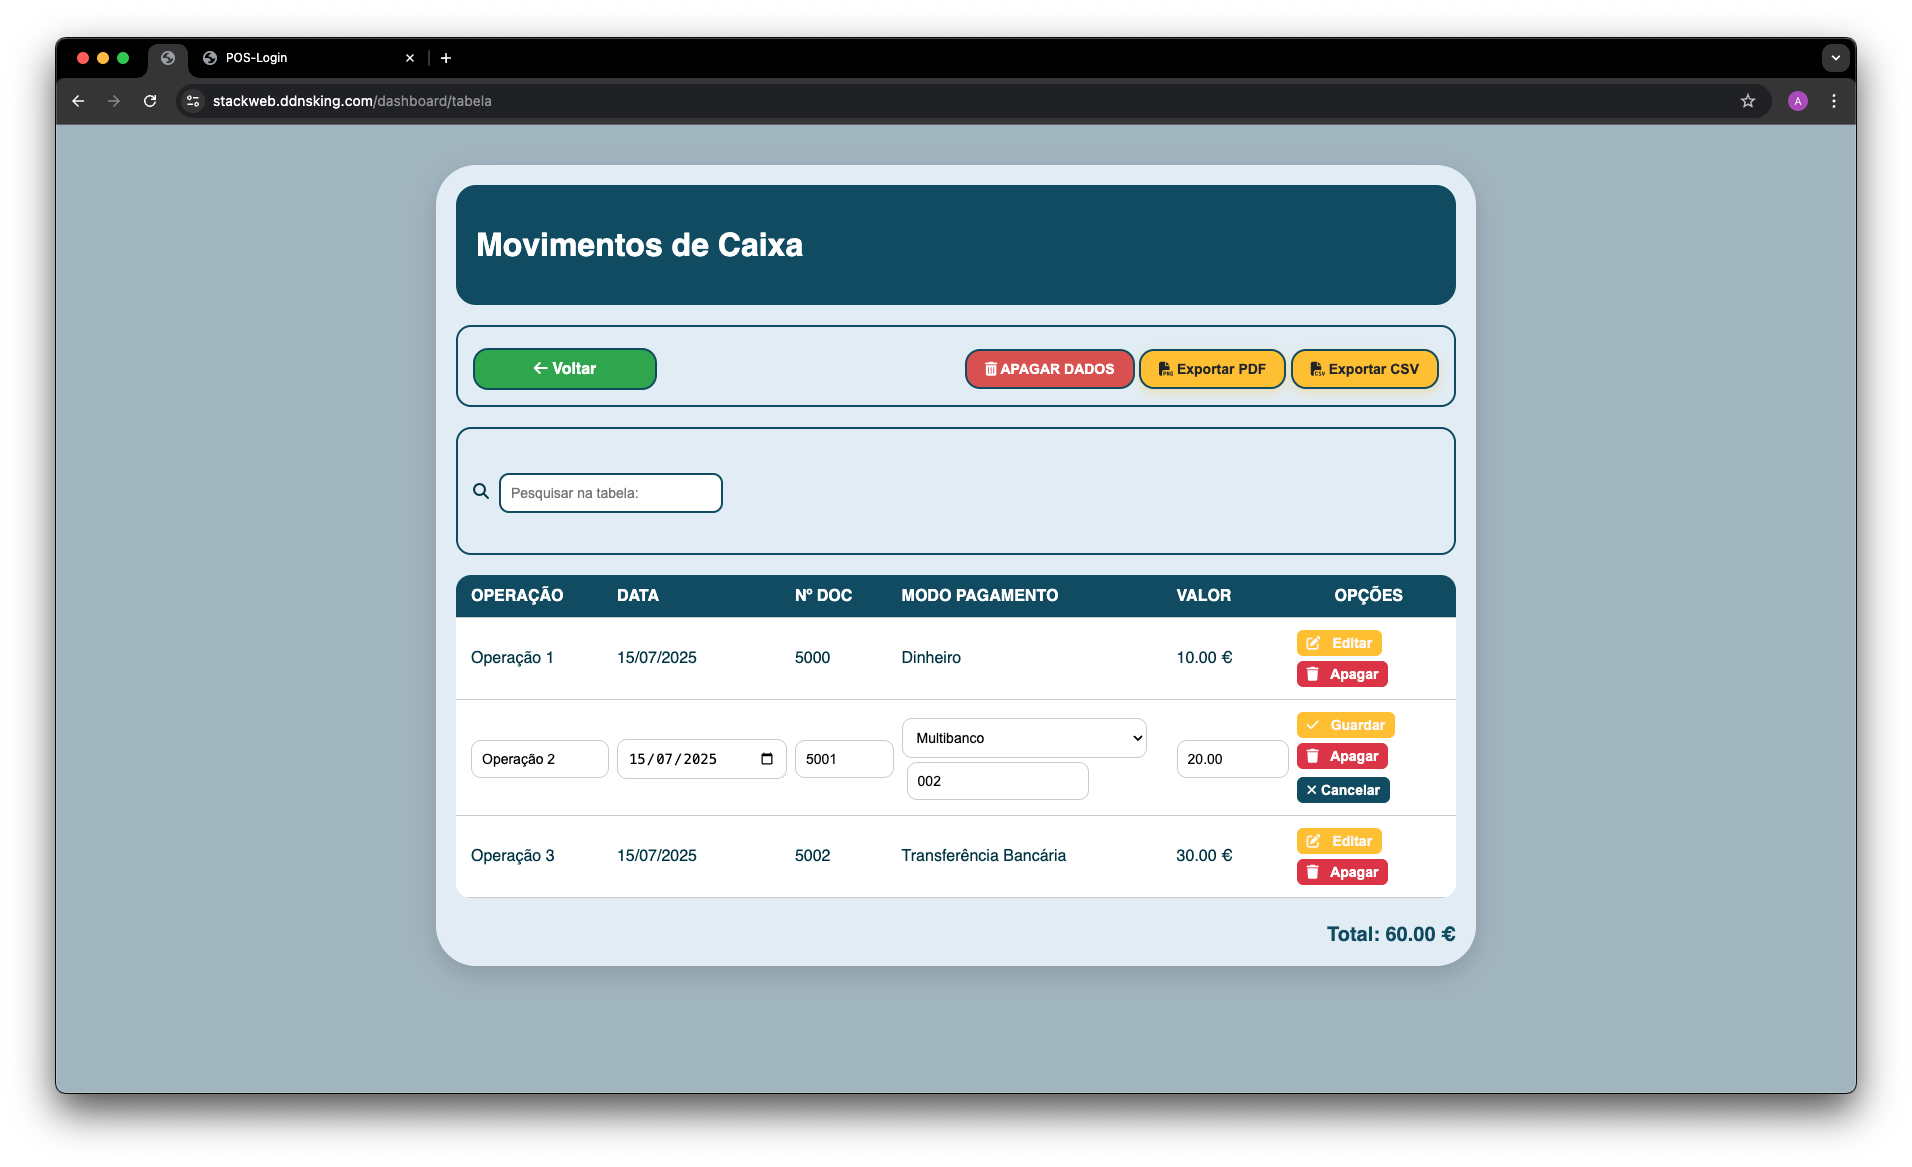 POS-Login
stackweb.ddnsking.com/dashboard/tabela
A
Movimentos de Caixa
Voltar
APAGAR DADOS
Exportar PDF
Exportar CSV
Pesquisar na tabela:
OPERAÇÃO DATA Nº DOC MODO PAGAMENTO VALOR OPÇÕES
Operação 1 15/07/2025 5000 Dinheiro 10.00 €
Editar
Apagar
Operação 2 15/07/2025 5001 Multibanco 20.00
002
Guardar
Apagar
Cancelar
Operação 3 15/07/2025 5002 Transferência Bancária 30.00 €
Editar
Apagar
Total: 60.00 €